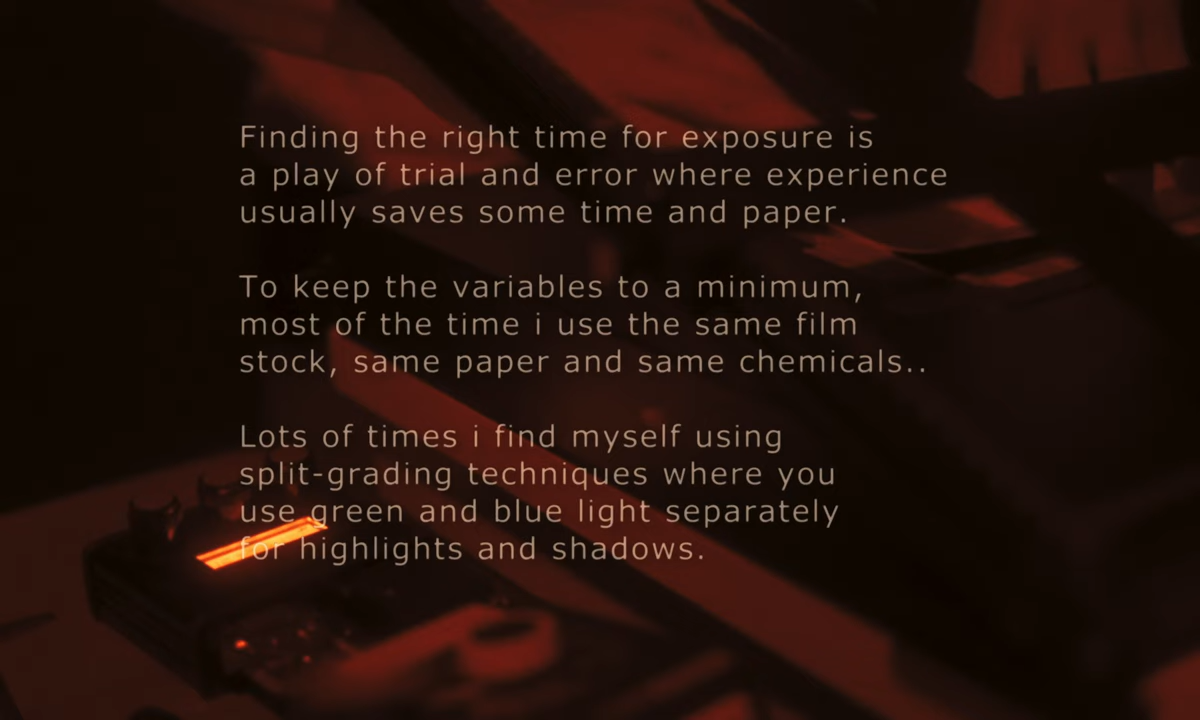 Finding the right time for exposure is
a play of trial and error where experience
usually saves some time and paper.
To keep the variables to a minimum,
most of the time i use the same film
stock, same paper and same chemicals..
Lots of times i find myself using
split-grading techniques where you
use green and blue light separately
for highlights and shadows.